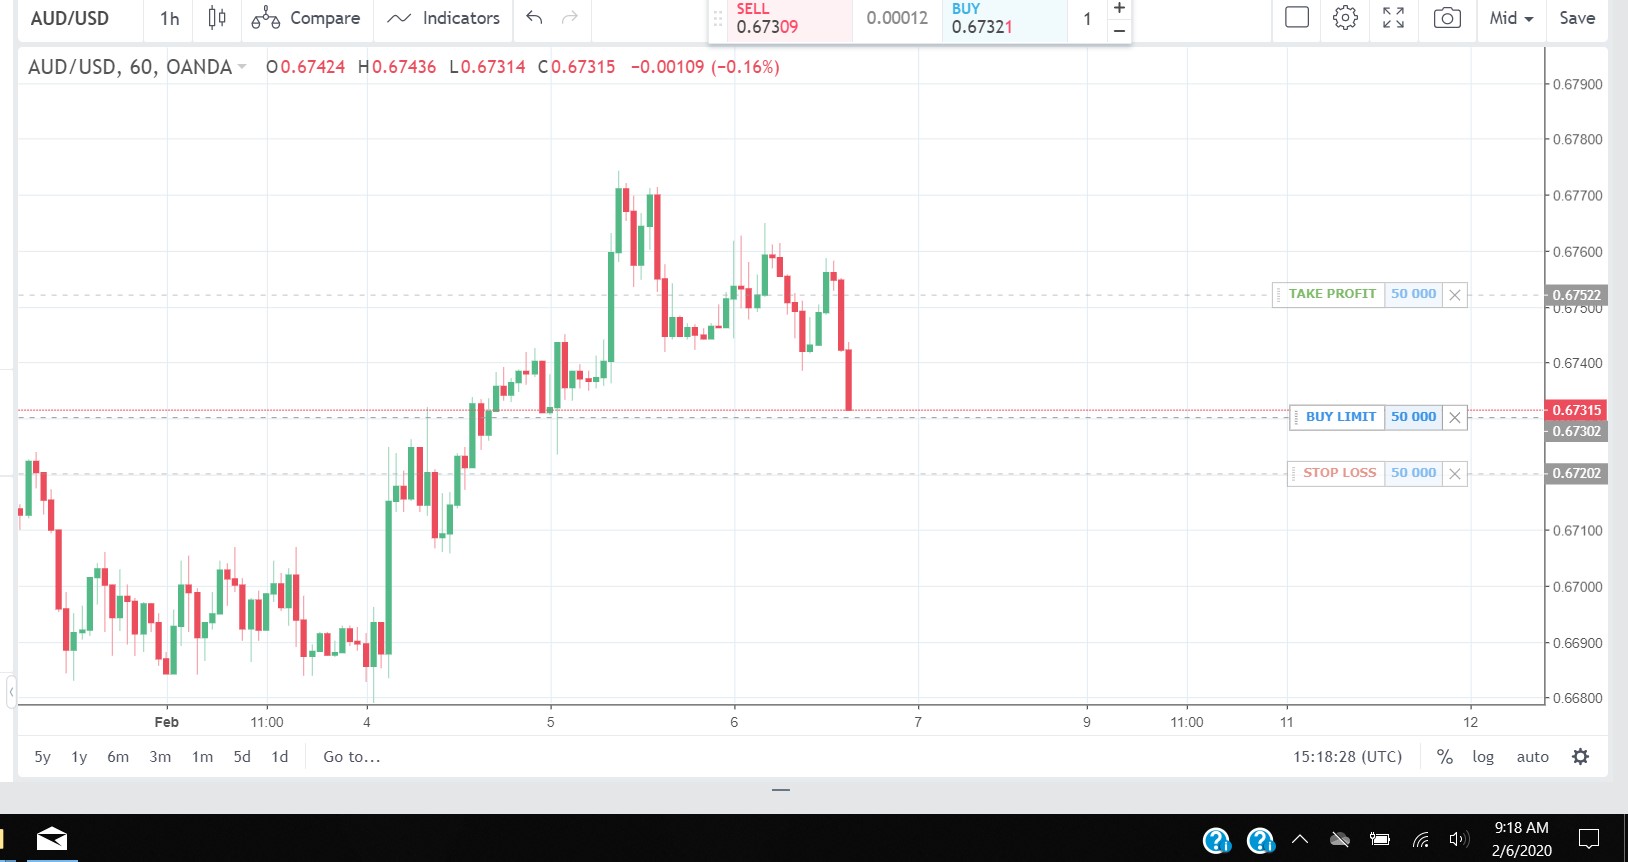 AUD/USD 1h Compare Indicators SELL 0.67309 0.00012 BUY 0.67321 1 + − Mid Save
AUD/USD, 60, OANDA O0.67424 H0.67436 L0.67314 C0.67315 −0.00109 (−0.16%)
0.67900
0.67800
0.67700
0.67600
TAKE PROFIT 50 000 0.67522
0.67500
0.67400
0.67315
BUY LIMIT 50 000
0.67302
STOP LOSS 50 000 0.67202
0.67100
0.67000
0.66900
0.66800
Feb 11:00 4 5 6 7 9 11:00 11 12
5y 1y 6m 3m 1m 5d 1d Go to... 15:18:28 (UTC) % log auto
9:18 AM
2/6/2020